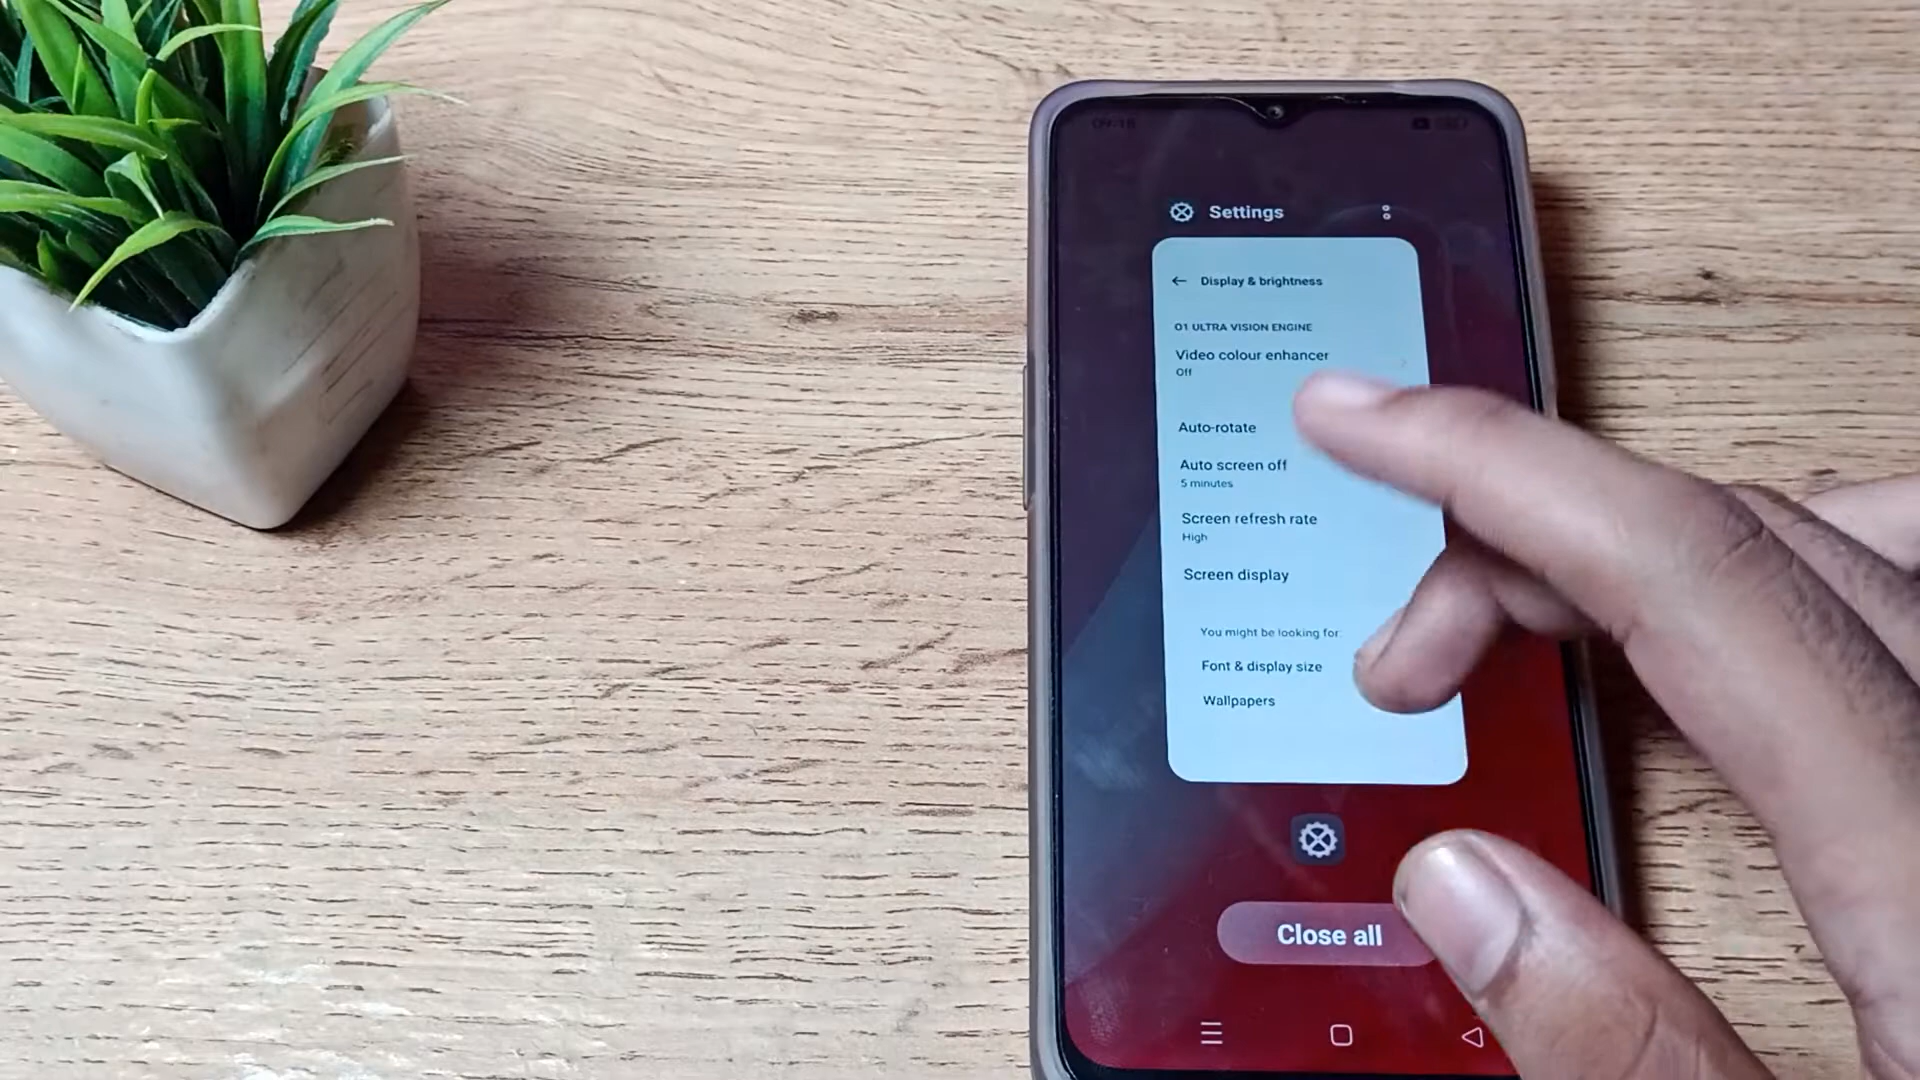 Settings
Display & brightness
O1 ULTRA VISION ENGINE
Video colour enhancer
Off
Auto-rotate
Auto screen off
5 minutes
Screen refresh rate
High
Screen display
You might be looking for:
Font & display size
Wallpapers
Close all